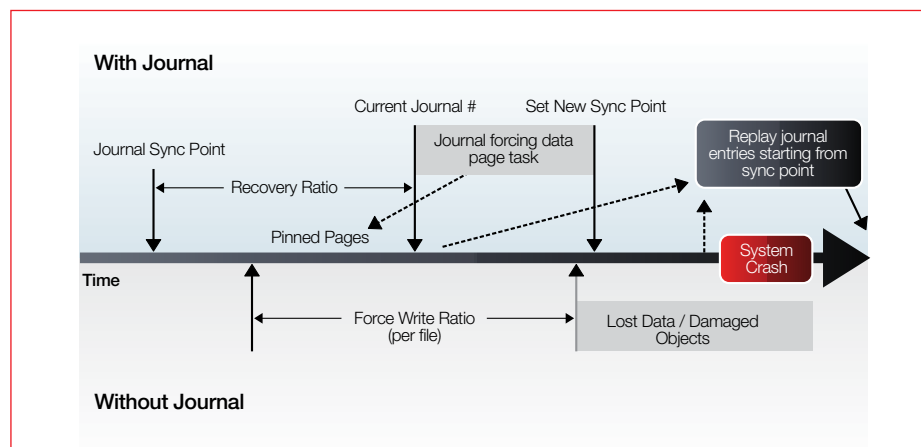 With Journal
Current Journal #
Set New Sync Point
Journal Sync Point
Journal forcing data
page task
Replay journal
entries starting from
sync point
Recovery Ratio
Pinned Pages
Time
System
Crash
Force Write Ratio
(per file)
Lost Data / Damaged
Objects
Without Journal